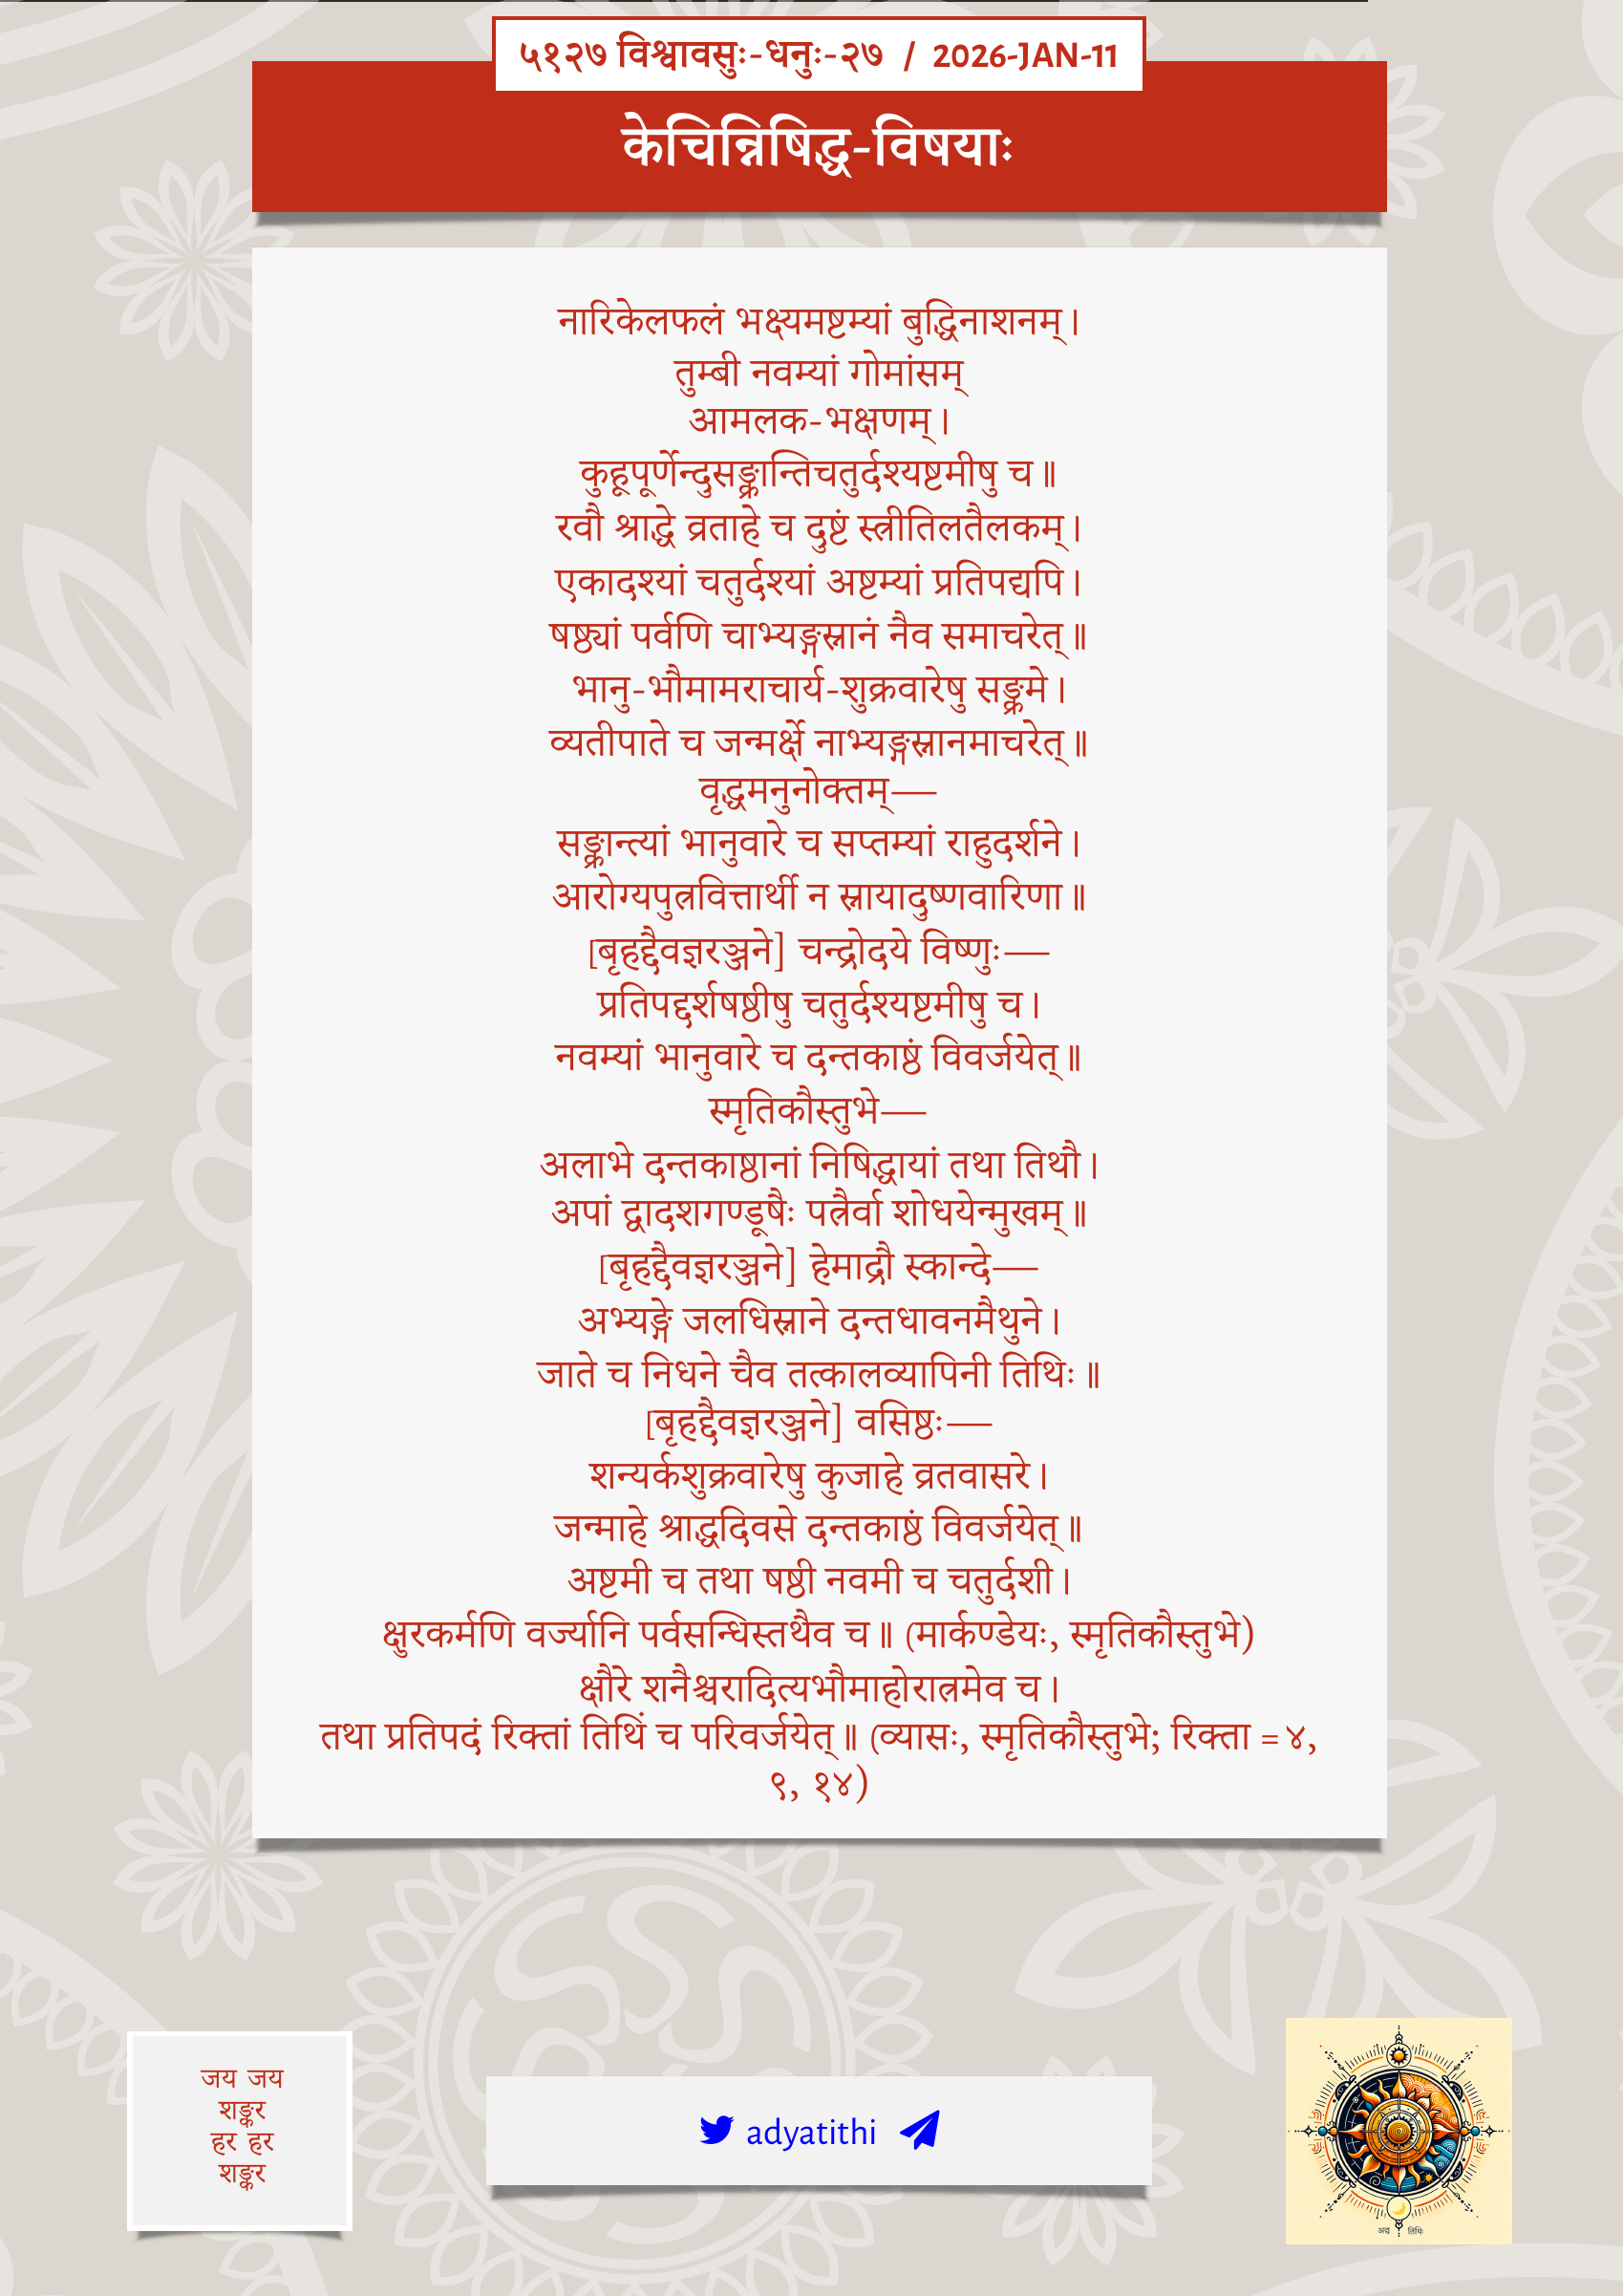 ५१२७ विश्वावसुः-धनुः-२७ / 2026-JAN-11
केचिन्निषिद्ध-विषयाः
नारिकेलफलं भक्ष्यमष्टम्यां बुद्धिनाशनम्।
तुम्बी नवम्यां गोमांसम्
आमलक-भक्षणम्।
कुहूपूर्णेन्दुसङ्क्रान्तिचतुर्दश्यष्टमीषु च॥
रवौ श्राद्धे व्रताहे च दुष्टं स्त्रीतिलतैलकम्।
एकादश्यां चतुर्दश्यां अष्टम्यां प्रतिपद्यपि।
षष्ठ्यां पर्वणि चाभ्यङ्गस्नानं नैव समाचरेत्॥
भानु-भौमामराचार्य-शुक्रवारेषु सङ्क्रमे।
व्यतीपाते च जन्मर्क्षे नाभ्यङ्गस्नानमाचरेत्॥
वृद्धमनुनोक्तम्—
सङ्क्रान्त्यां भानुवारे च सप्तम्यां राहुदर्शने।
आरोग्यपुत्रवित्तार्थी न स्नायादुष्णवारिणा॥
[बृहद्दैवज्ञरञ्जने] चन्द्रोदये विष्णुः—
प्रतिपद्दर्शषष्ठीषु चतुर्दश्यष्टमीषु च।
नवम्यां भानुवारे च दन्तकाष्ठं विवर्जयेत्॥
स्मृतिकौस्तुभे—
अलाभे दन्तकाष्ठानां निषिद्धायां तथा तिथौ।
अपां द्वादशगण्डूषैः पत्रैर्वा शोधयेन्मुखम्॥
[बृहद्दैवज्ञरञ्जने] हेमाद्रौ स्कान्दे—
अभ्यङ्गे जलधिस्नाने दन्तधावनमैथुने।
जाते च निधने चैव तत्कालव्यापिनी तिथिः॥
[बृहद्दैवज्ञरञ्जने] वसिष्ठः—
शन्यर्कशुक्रवारेषु कुजाहे व्रतवासरे।
जन्माहे श्राद्धदिवसे दन्तकाष्ठं विवर्जयेत्॥
अष्टमी च तथा षष्ठी नवमी च चतुर्दशी।
क्षुरकर्मणि वर्ज्यानि पर्वसन्धिस्तथैव च॥ (मार्कण्डेयः, स्मृतिकौस्तुभे)
क्षौरे शनैश्चरादित्यभौमाहोरात्रमेव च।
तथा प्रतिपदं रिक्तां तिथिं च परिवर्जयेत्॥ (व्यासः, स्मृतिकौस्तुभे; रिक्ता = ४,
९, १४)
जय जय
शङ्कर
हर हर
शङ्कर
adyatithi
अद्य तिथिः